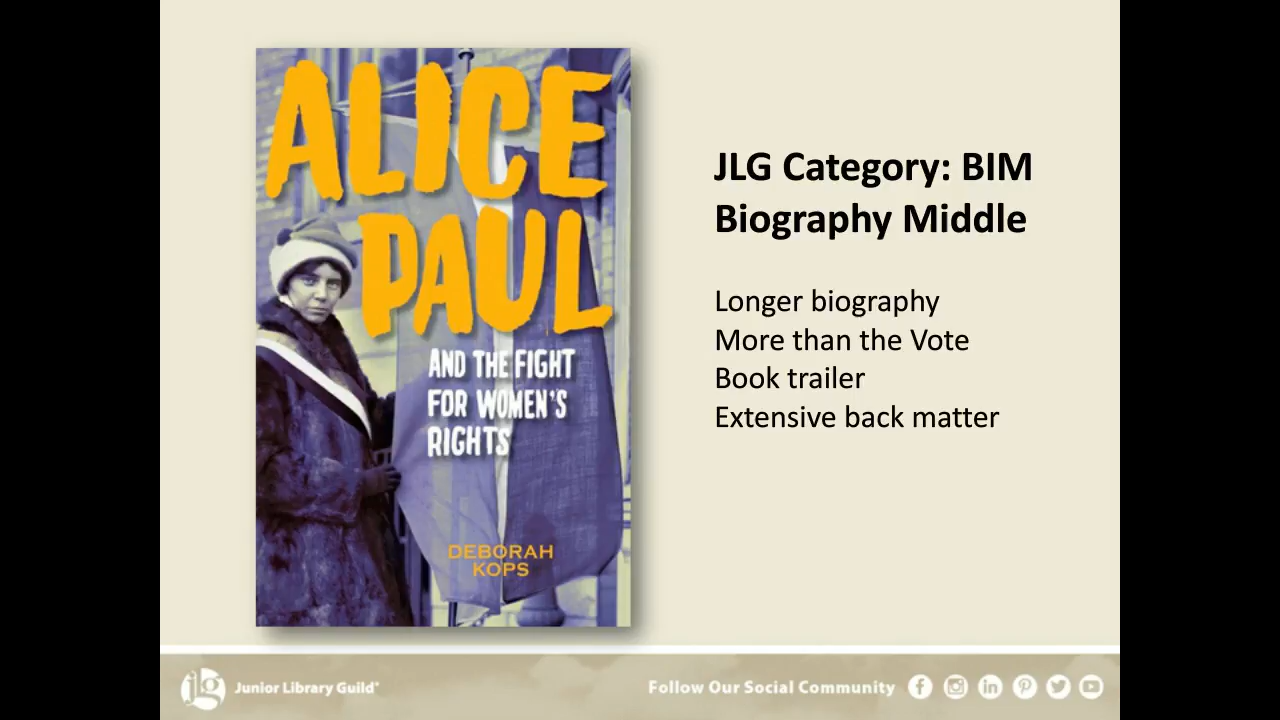 ALICE
PAUL
AND THE FIGHT
FOR WOMEN'S
RIGHTS
DEBORAH
KOPS
JLG Category: BIM
Biography Middle
Longer biography
More than the Vote
Book trailer
Extensive back matter
jlg Junior Library Guild
Follow Our Social Community